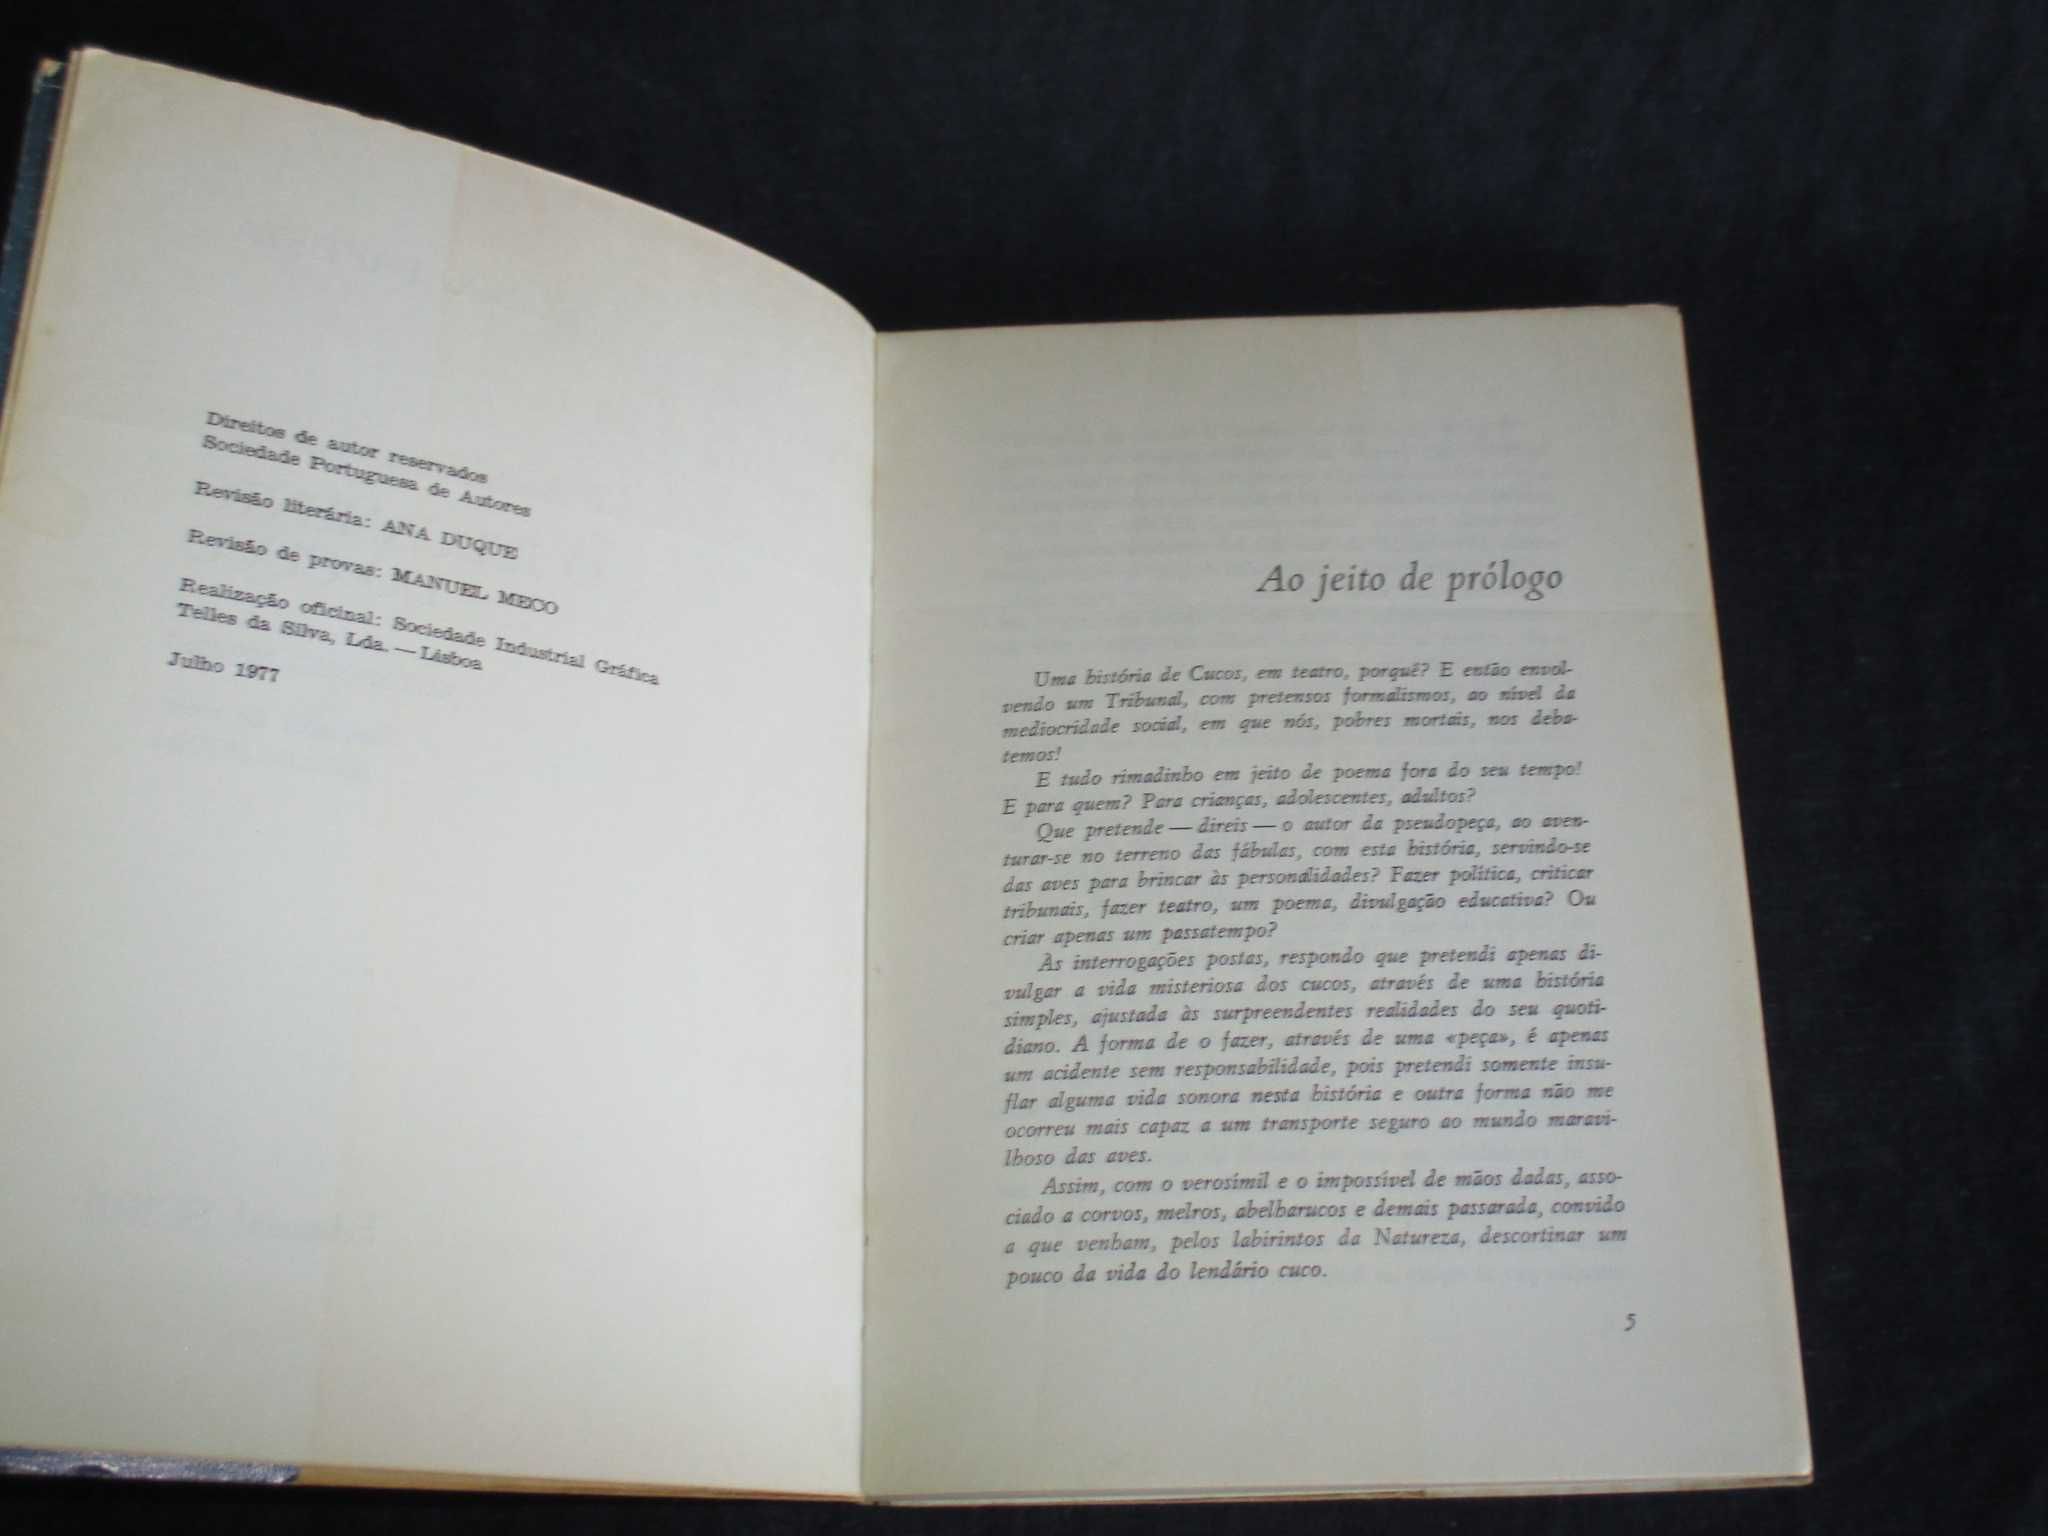 Direitos de autor reservados
Sociedade Portuguesa de Autores
Revisão literária: ANA DUQUE
Revisão de provas: MANUEL MECO
Realização oficinal: Sociedade Industrial Gráfica
Telles da Silva, Lda. — Lisboa
Julho 1977
Ao jeito de prólogo
Uma história de Cucos, em teatro, porquê? E então envol-
vendo um Tribunal, com pretensos formalismos, ao nível da
mediocridade social, em que nós, pobres mortais, nos deba-
temos!
E tudo rimadinho em jeito de poema fora do seu tempo!
E para quem? Para crianças, adolescentes, adultos?
Que pretende — direis — o autor da pseudopeça, ao aven-
turar-se no terreno das fábulas, com esta história, servindo-se
das aves para brincar às personalidades? Fazer política, criticar
tribunais, fazer teatro, um poema, divulgação educativa? Ou
criar apenas um passatempo?
Às interrogações postas, respondo que pretendi apenas di-
vulgar a vida misteriosa dos cucos, através de uma história
simples, ajustada às surpreendentes realidades do seu quoti-
diano. A forma de o fazer, através de uma «peça», é apenas
um acidente sem responsabilidade, pois pretendi somente insu-
flar alguma vida sonora nesta história e outra forma não me
ocorreu mais capaz a um transporte seguro ao mundo maravi-
lhoso das aves.
Assim, com o verosímil e o impossível de mãos dadas, asso-
ciado a corvos, melros, abelharucos e demais passarada, convido
a que venham, pelos labirintos da Natureza, descortinar um
pouco da vida do lendário cuco.
5